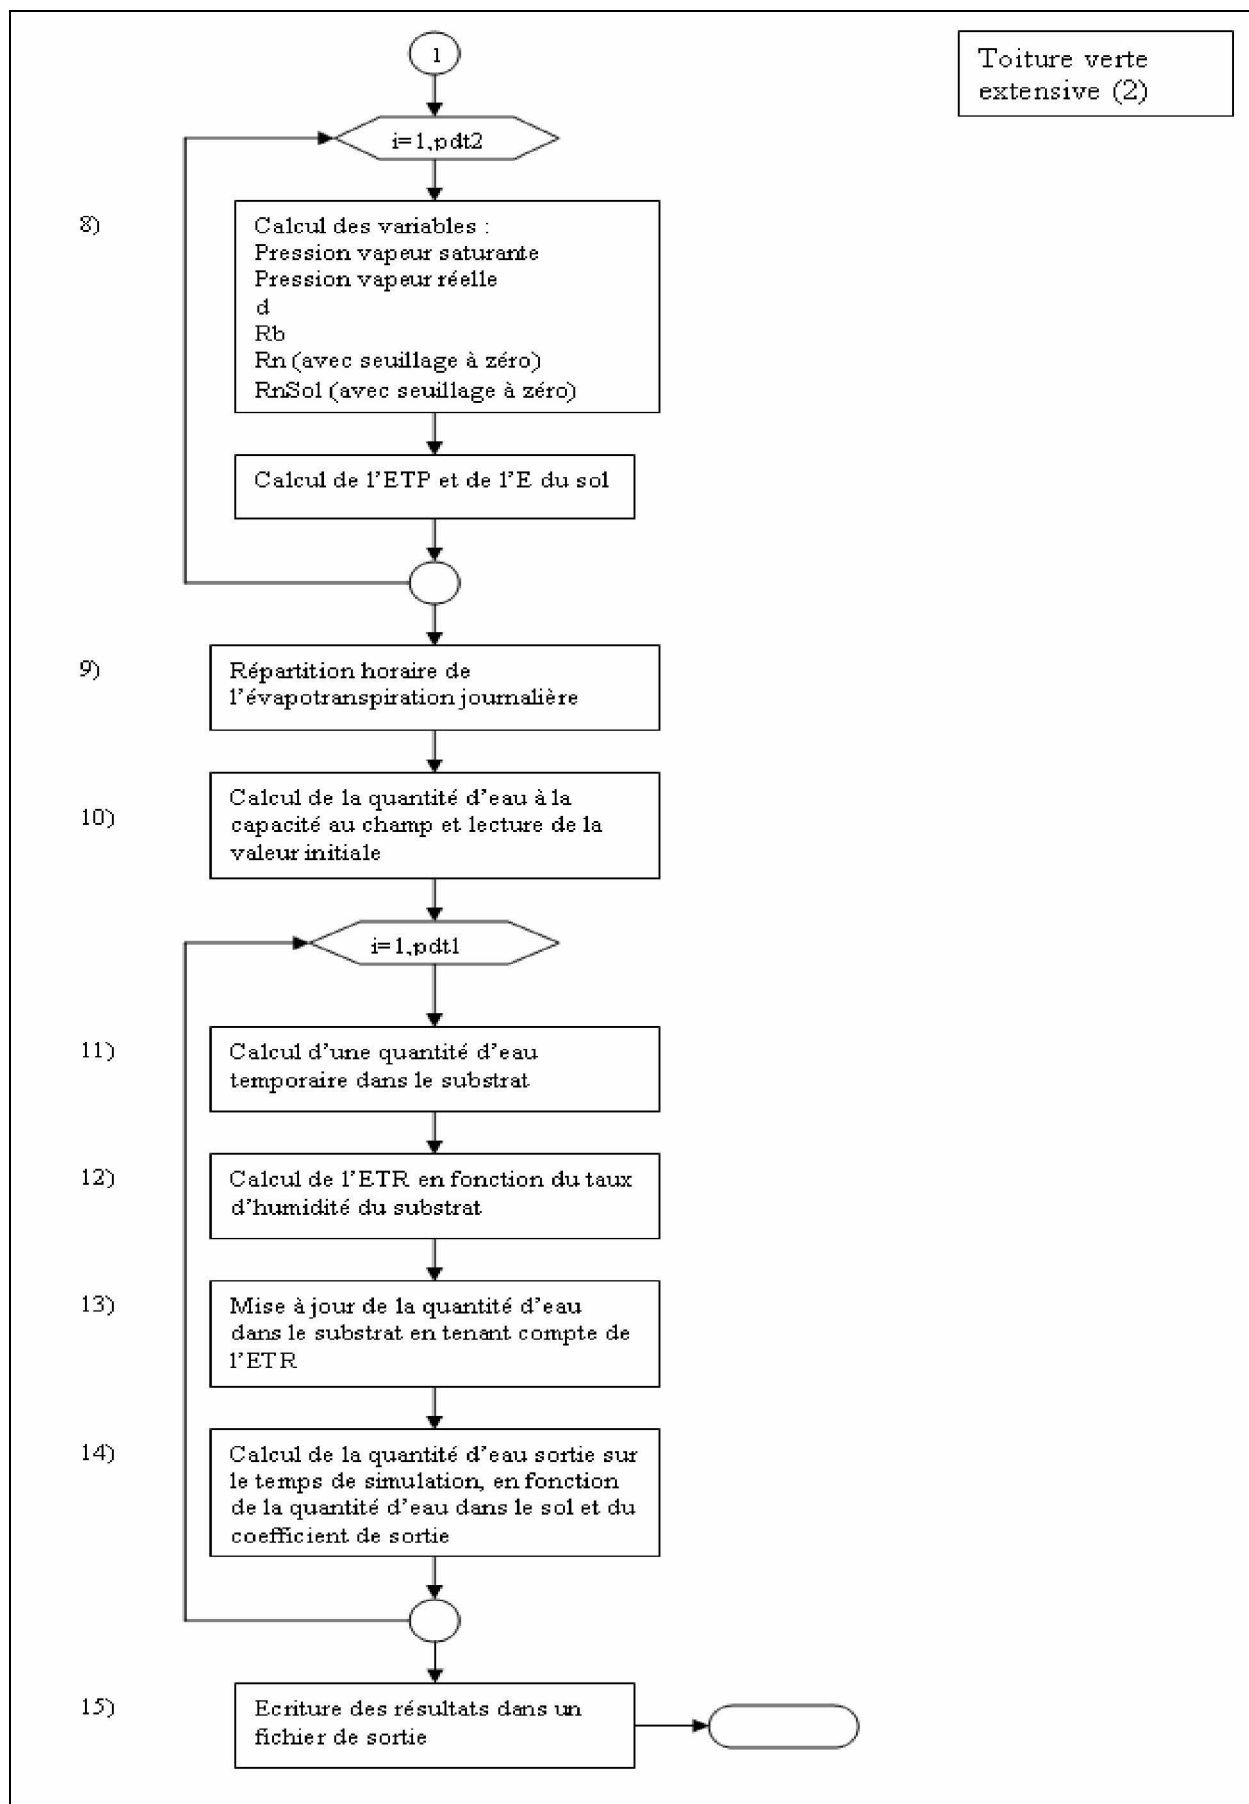 1
Toiture verte
extensive (2)
i=1,pdt2
8)
Calcul des variables :
Pression vapeur saturante
Pression vapeur réelle
d
Rb
Rn (avec seuillage à zéro)
RnSol (avec seuillage à zéro)
Calcul de l'ETP et de l'E du sol
9)
Répartition horaire de
l'évapotranspiration journalière
10)
Calcul de la quantité d'eau à la
capacité au champ et lecture de la
valeur initiale
i=1,pdt1
11)
Calcul d'une quantité d'eau
temporaire dans le substrat
12)
Calcul de l'ETR en fonction du taux
d'humidité du substrat
13)
Mise à jour de la quantité d'eau
dans le substrat en tenant compte de
l'ETR
14)
Calcul de la quantité d'eau sortie sur
le temps de simulation, en fonction
de la quantité d'eau dans le sol et du
coefficient de sortie
15)
Ecriture des résultats dans un
fichier de sortie